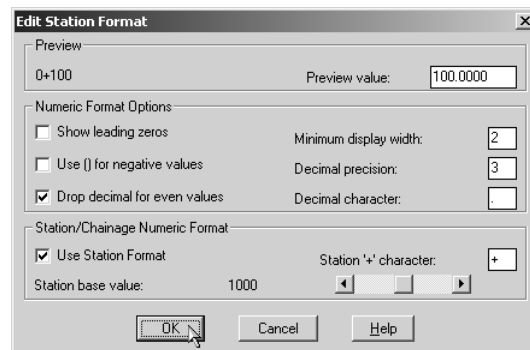 Edit Station Format
Preview
0+100
Preview value: 100.0000
Numeric Format Options
Show leading zeros
Minimum display width: 2
Use () for negative values
Decimal precision: 3
Drop decimal for even values
Decimal character: .
Station/Chainage Numeric Format
Use Station Format
Station '+' character: +
Station base value: 1000
OK Cancel Help